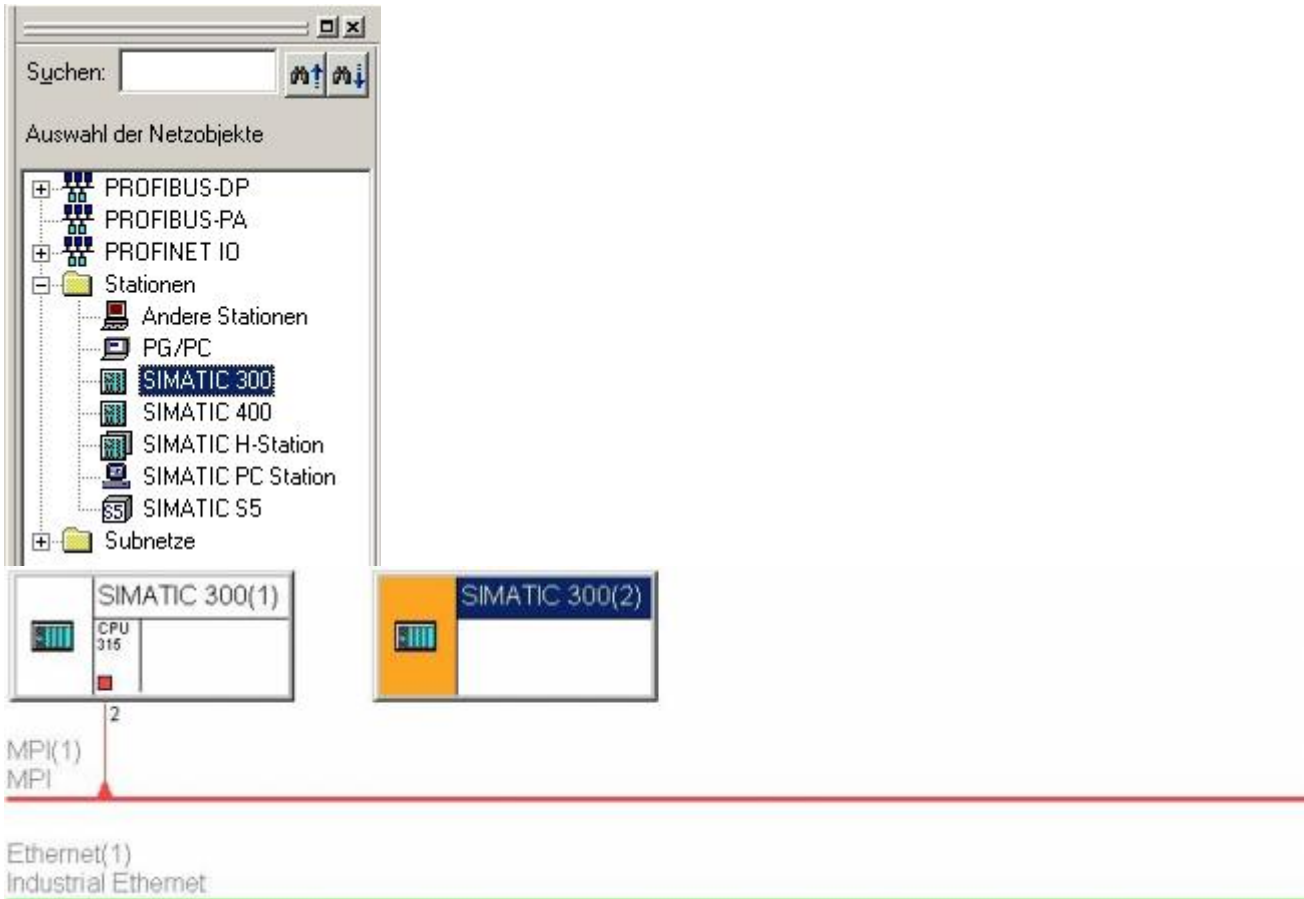 Suchen:
Auswahl der Netzobjekte
PROFIBUS-DP
PROFIBUS-PA
PROFINET IO
Stationen
Andere Stationen
PG/PC
SIMATIC 300
SIMATIC 400
SIMATIC H-Station
SIMATIC PC Station
S5 SIMATIC S5
Subnetze
SIMATIC 300(1)
CPU
315
SIMATIC 300(2)
2
MPI(1)
MPI
Ethernet(1)
Industrial Ethernet